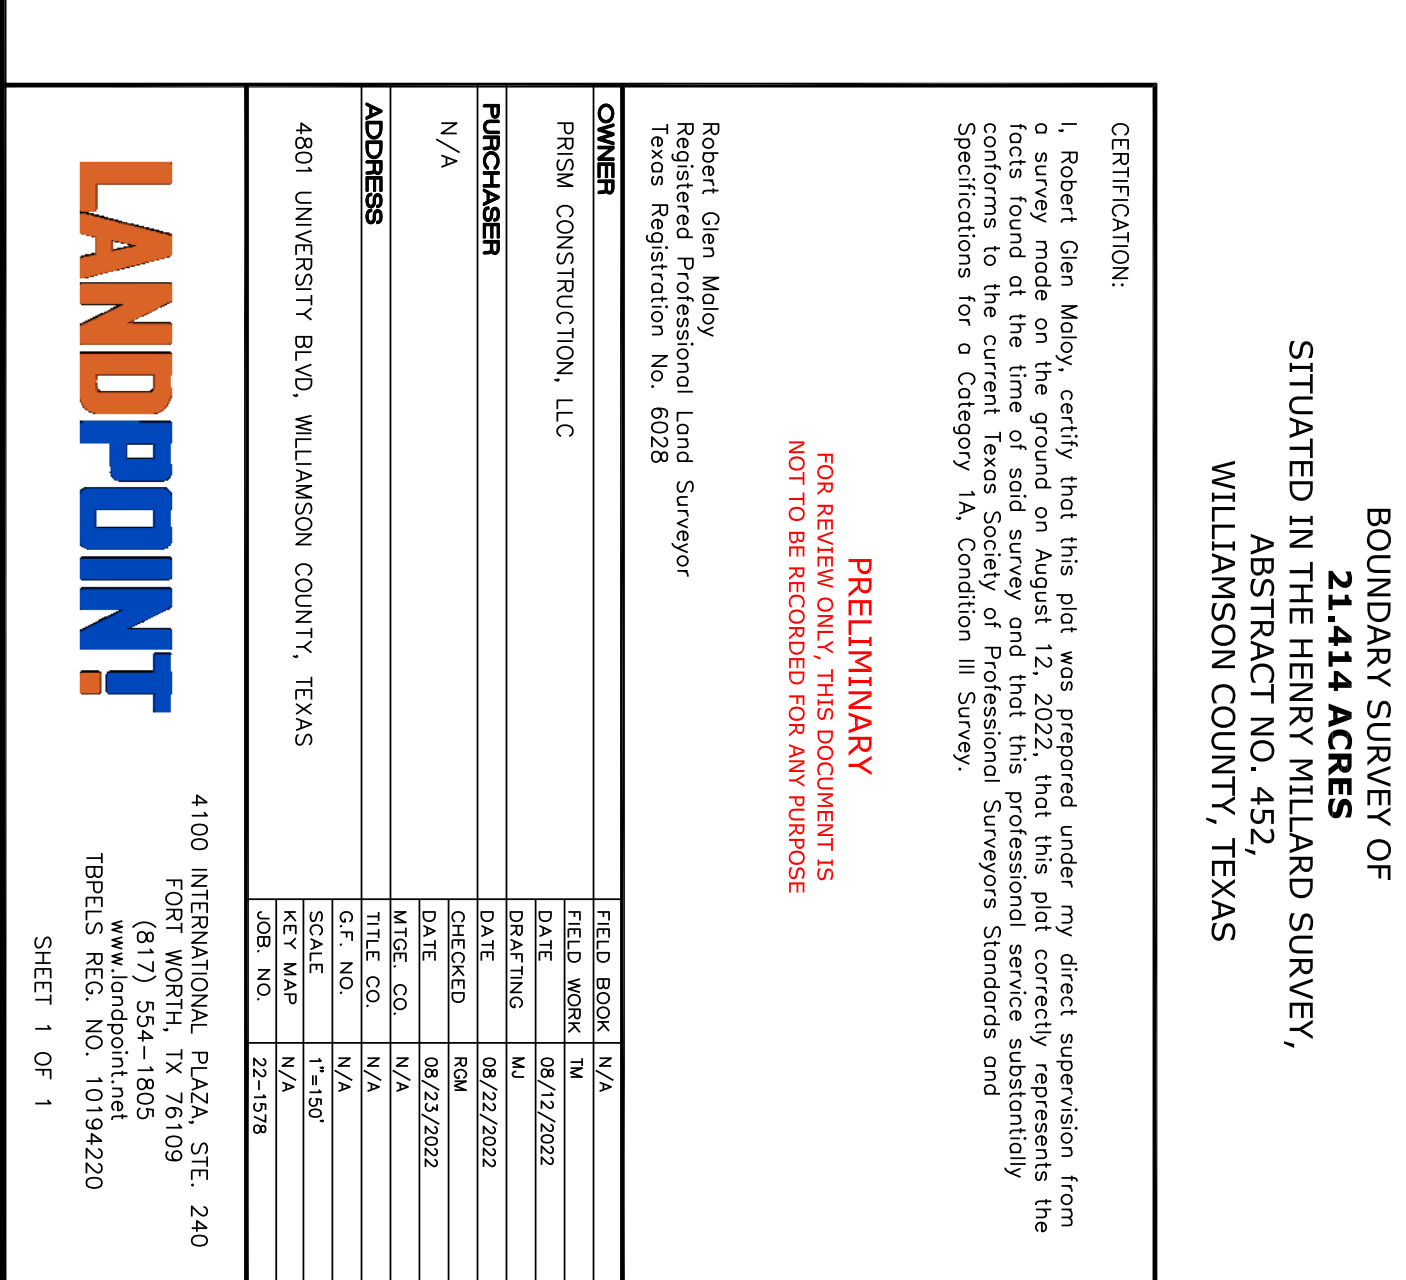 BOUNDARY SURVEY OF
21.414 ACRES
SITUATED IN THE HENRY MILLARD SURVEY,
ABSTRACT NO. 452,
WILLIAMSON COUNTY, TEXAS
CERTIFICATION:
I, Robert Glen Maloy, certify that this plat was prepared under my direct supervision from
a survey made on the ground on August 12, 2022, that this plat correctly represents the
facts found at the time of said survey and that this professional service substantially
conforms to the current Texas Society of Professional Surveyors Standards and
Specifications for a Category 1A, Condition III Survey.
PRELIMINARY
FOR REVIEW ONLY, THIS DOCUMENT IS
NOT TO BE RECORDED FOR ANY PURPOSE
Robert Glen Maloy
Registered Professional Land Surveyor
Texas Registration No. 6028
OWNER
PRISM CONSTRUCTION, LLC
PURCHASER
N/A
ADDRESS
4801 UNIVERSITY BLVD, WILLIAMSON COUNTY, TEXAS
FIELD BOOK N/A
FIELD WORK TM
DATE 08/12/2022
DRAFTING MJ
DATE 08/22/2022
CHECKED RGM
DATE 08/23/2022
MTGE. CO. N/A
TITLE CO. N/A
G.F. NO. N/A
SCALE 1"=150'
KEY MAP N/A
JOB. NO. 22-1578
LANDPOINT
4100 INTERNATIONAL PLAZA, STE. 240
FORT WORTH, TX 76109
(817) 554-1805
www.landpoint.net
TBPELS REG. NO. 10194220
SHEET 1 OF 1